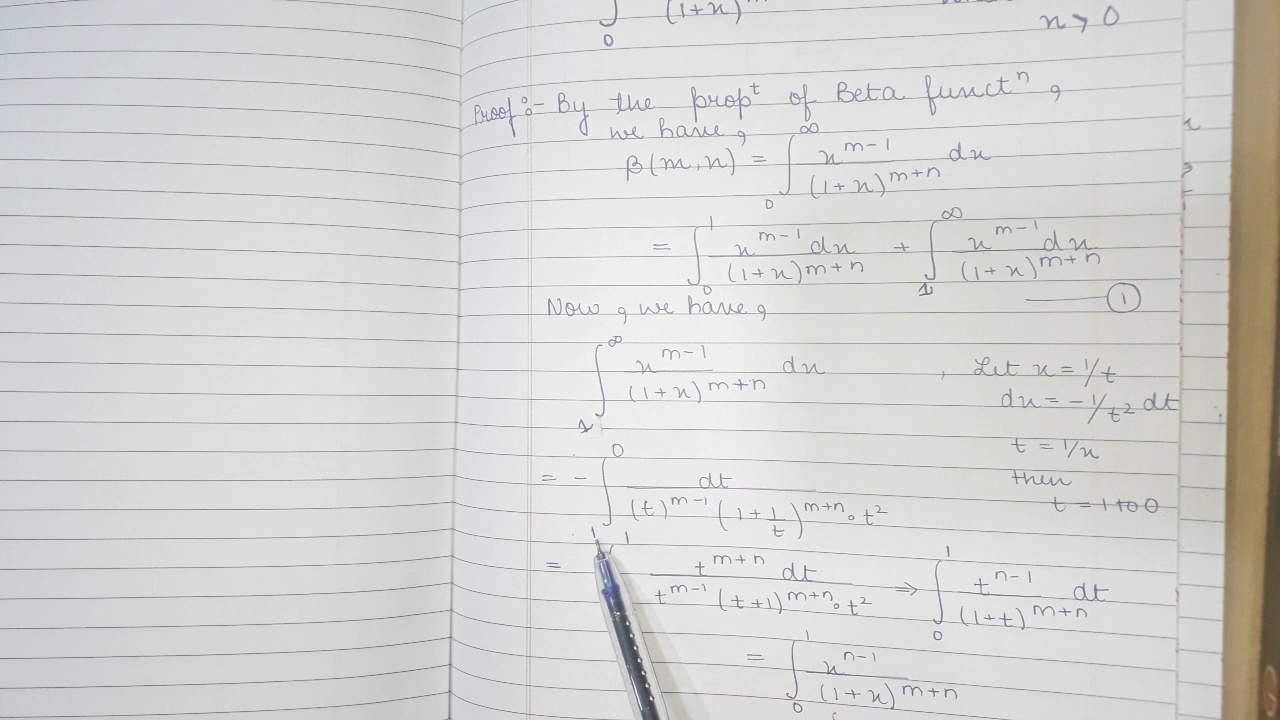 ∫₀ (1+x)^m
x > 0
Proof :- By the prop^t of Beta funct^n ,
we have ,
β(m,n) = ∫₀^∞ x^(m-1) / (1+x)^(m+n) dx
= ∫₀^1 x^(m-1) dx / (1+x)^(m+n) + ∫₁^∞ x^(m-1) dx / (1+x)^(m+n)
—— ①
Now , we have ,
∫₁^∞ x^(m-1) / (1+x)^(m+n) dx , Let x = 1/t
dx = -1/t² dt
t = 1/x
then
t = 1 to 0
= - ∫₁^0 dt / (t)^(m-1) (1+1/t)^(m+n) . t²
= ∫^1 t^(m+n) dt / t^(m-1) (t+1)^(m+n) . t² ⇒ ∫₀^1 t^(n-1) / (1+t)^(m+n) dt
= ∫₀^1 x^(n-1) / (1+x)^(m+n)